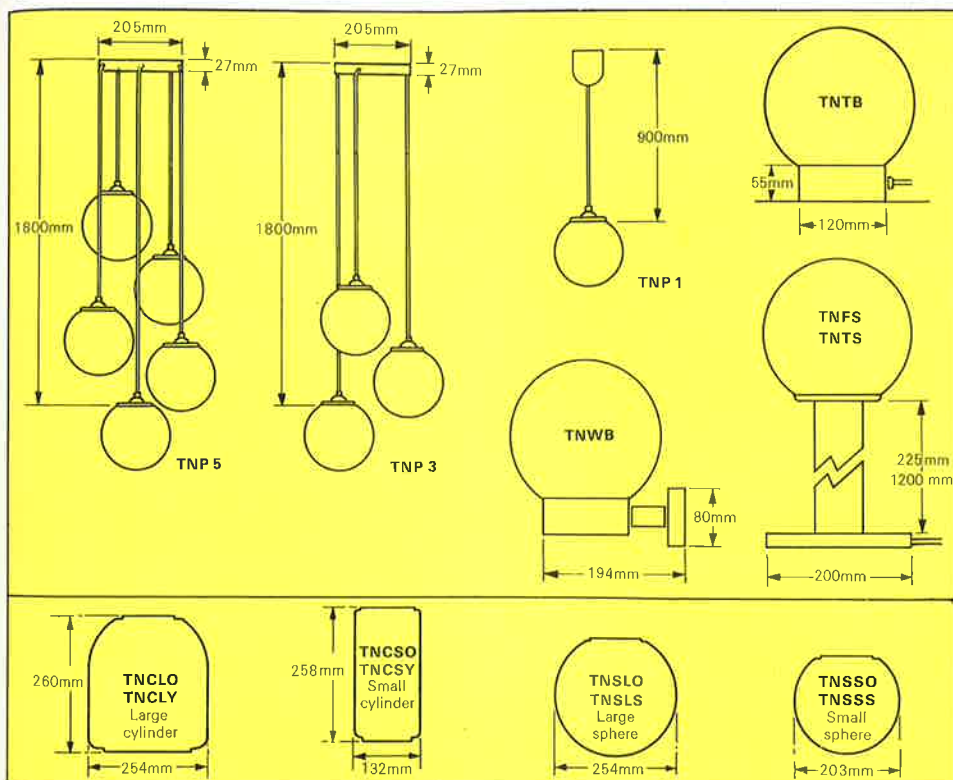 205mm
27mm
1800mm
TNP 5
205mm
27mm
1800mm
TNP 3
900mm
TNP 1
TNTB
55mm
120mm
TNWB
80mm
194mm
TNFS
TNTS
225mm
1200 mm
200mm
260mm
TNCLO
TNCLY
Large
cylinder
254mm
258mm
TNCSO
TNCSY
Small
cylinder
132mm
TNSLO
TNSLS
Large
sphere
254mm
TNSSO
TNSSS
Small
sphere
203mm